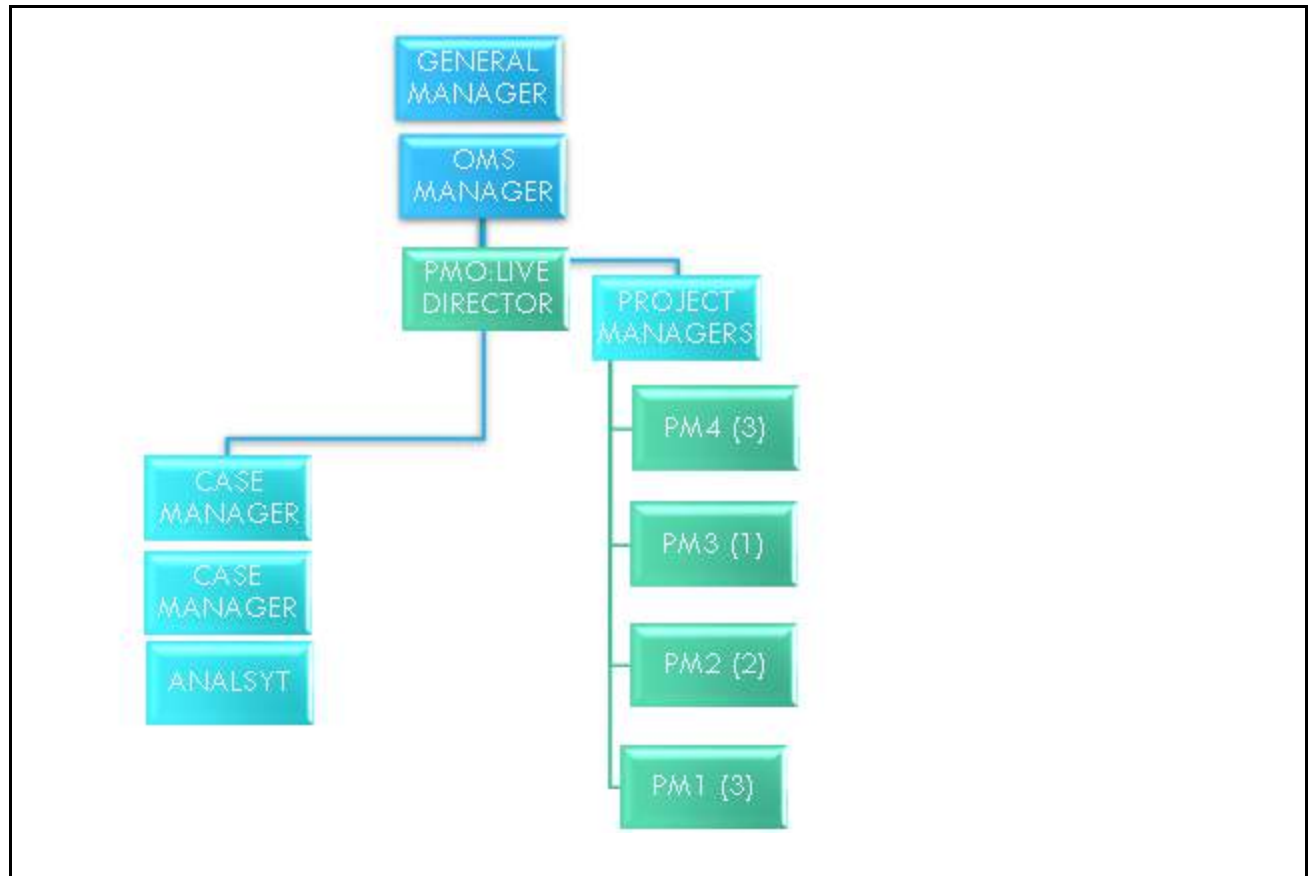 GENERAL
MANAGER
OMS
MANAGER
PMO:LIVE
DIRECTOR
PROJECT
MANAGERS
PM4 (3)
PM3 (1)
PM2 (2)
PM1 (3)
CASE
MANAGER
CASE
MANAGER
ANALSYT